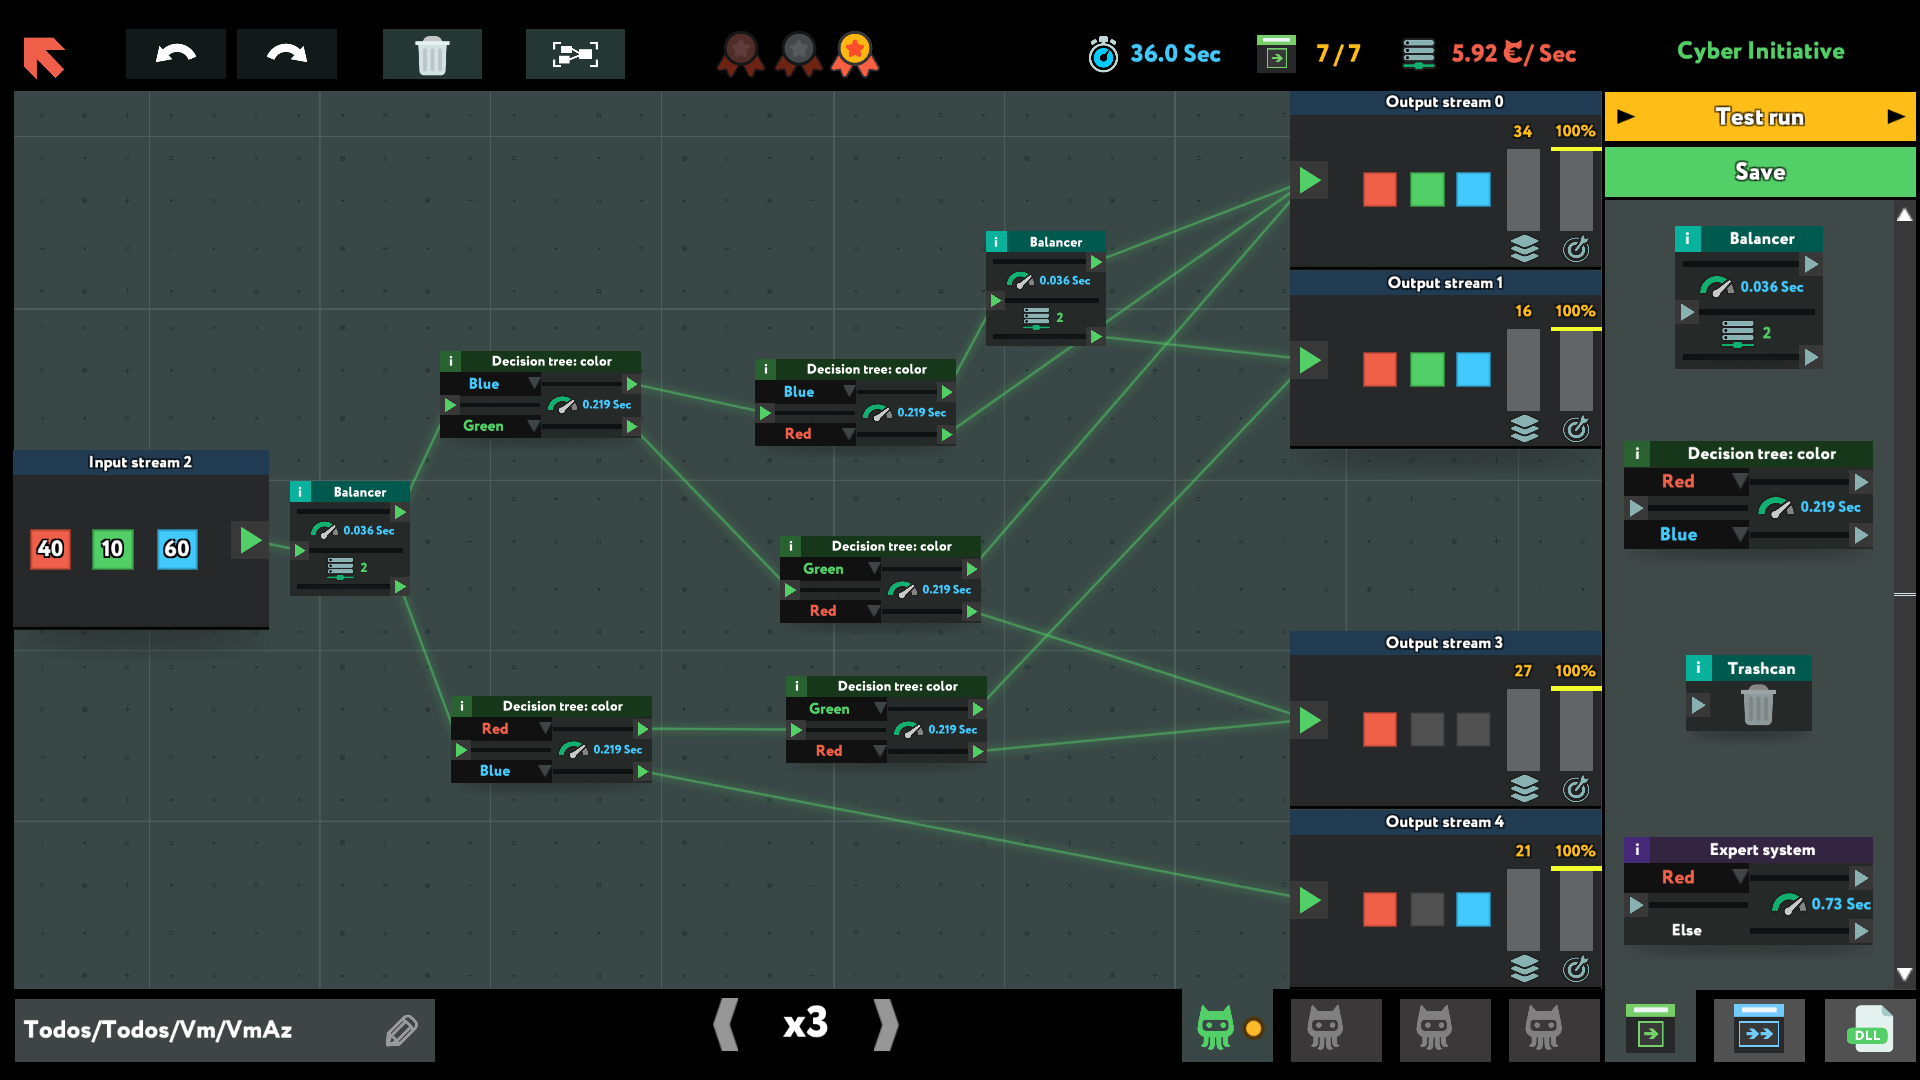 36.0 Sec
7/7
5.92 €/ Sec
Cyber Initiative
Test run
Save
Output stream 0
34 100%
Output stream 1
16 100%
Output stream 3
27 100%
Output stream 4
21 100%
Input stream 2
40 10 60
i Balancer
0.036 Sec
2
i Decision tree: color
Blue
0.219 Sec
Green
i Decision tree: color
Red
0.219 Sec
Blue
i Decision tree: color
Blue
0.219 Sec
Red
i Decision tree: color
Green
0.219 Sec
Red
i Decision tree: color
Green
0.219 Sec
Red
i Balancer
0.036 Sec
2
i Balancer
0.036 Sec
2
i Decision tree: color
Red
0.219 Sec
Blue
i Trashcan
i Expert system
Red
0.73 Sec
Else
Todos/Todos/Vm/VmAz
x3
DLL